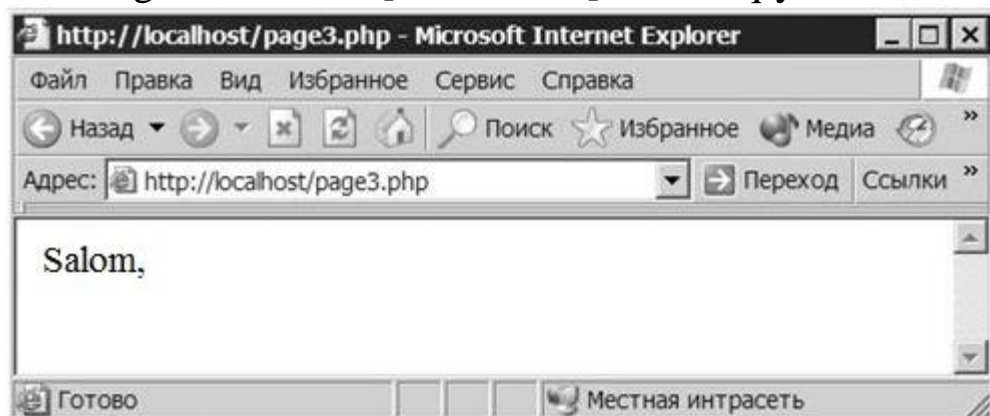 http://localhost/page3.php - Microsoft Internet Explorer
Файл Правка Вид Избранное Сервис Справка
Назад Поиск Избранное Медиа »
Адрес: http://localhost/page3.php Переход Ссылки »
Salom,
Готово Местная интрасеть